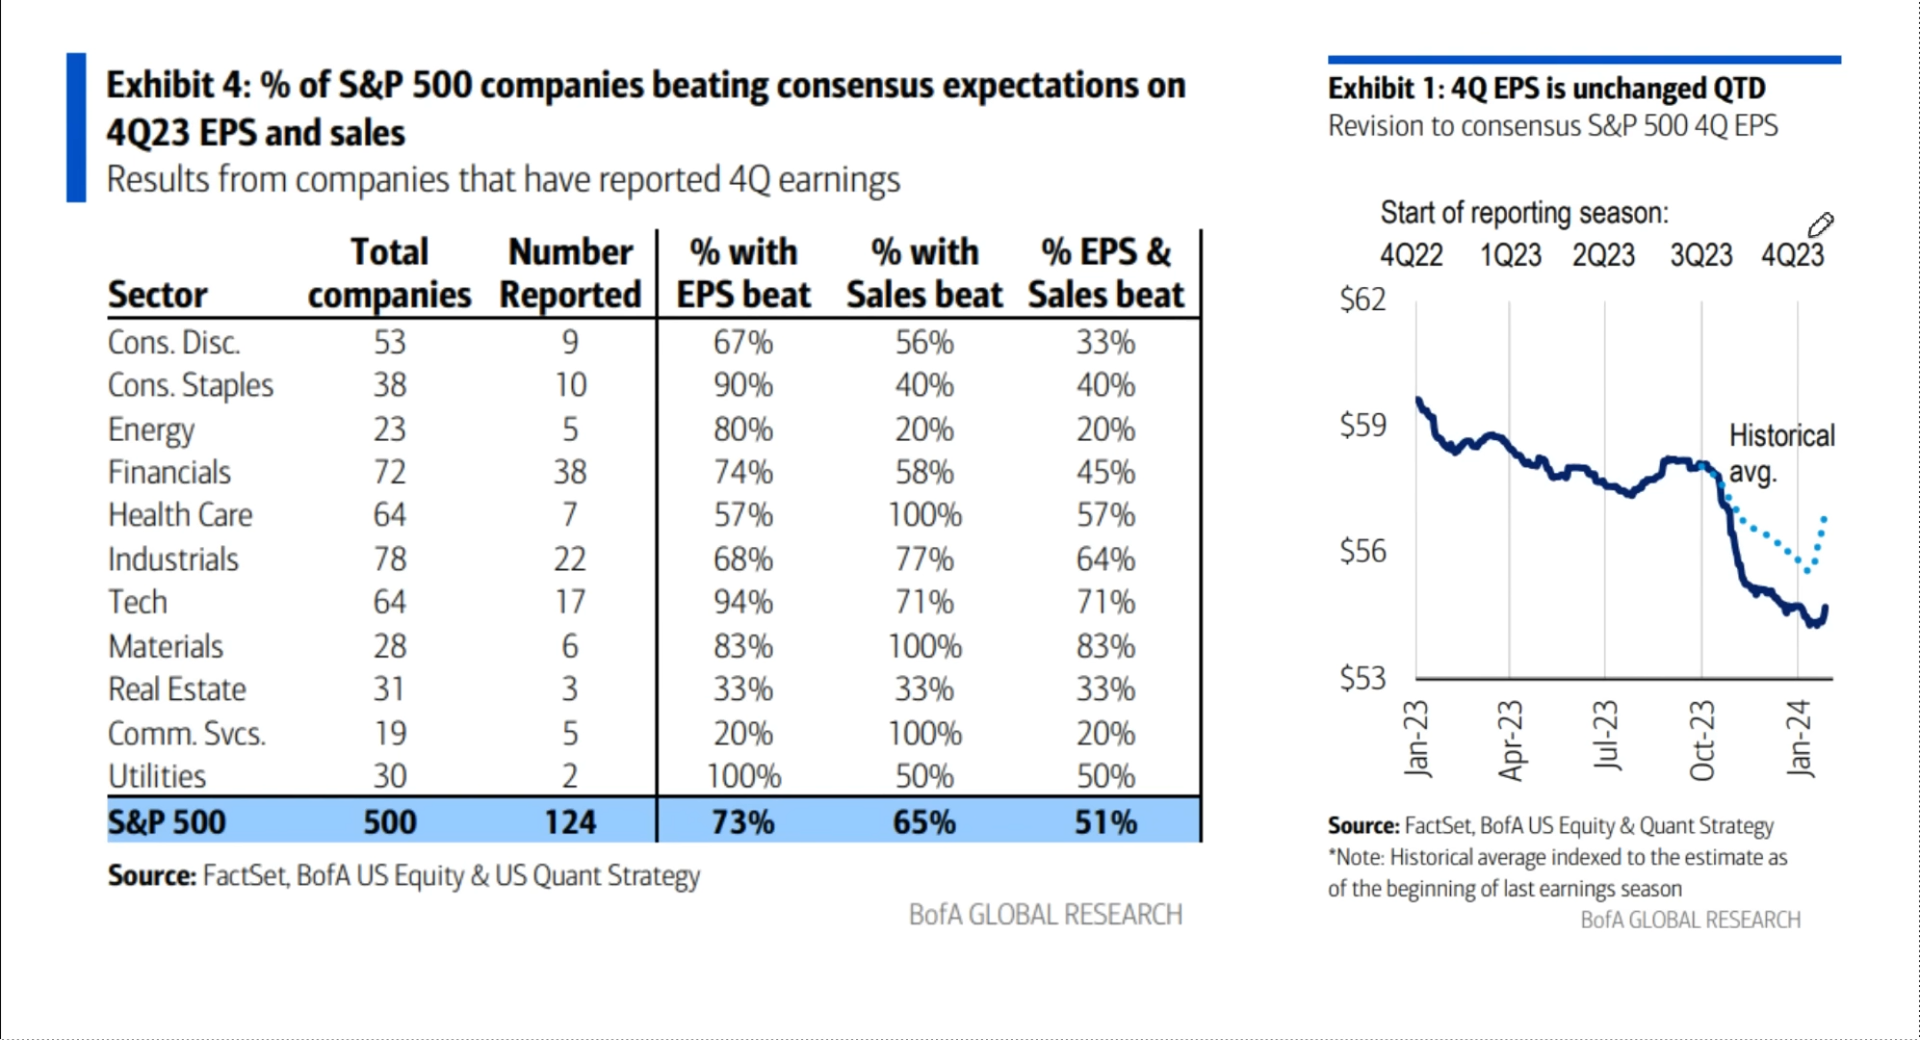 Exhibit 4: % of S&P 500 companies beating consensus expectations on
4Q23 EPS and sales
Results from companies that have reported 4Q earnings
Sector Total companies Number Reported % with EPS beat % with Sales beat % EPS & Sales beat
Cons. Disc. 53 9 67% 56% 33%
Cons. Staples 38 10 90% 40% 40%
Energy 23 5 80% 20% 20%
Financials 72 38 74% 58% 45%
Health Care 64 7 57% 100% 57%
Industrials 78 22 68% 77% 64%
Tech 64 17 94% 71% 71%
Materials 28 6 83% 100% 83%
Real Estate 31 3 33% 33% 33%
Comm. Svcs. 19 5 20% 100% 20%
Utilities 30 2 100% 50% 50%
S&P 500 500 124 73% 65% 51%
Source: FactSet, BofA US Equity & US Quant Strategy
BofA GLOBAL RESEARCH
Exhibit 1: 4Q EPS is unchanged QTD
Revision to consensus S&P 500 4Q EPS
Start of reporting season:
4Q22 1Q23 2Q23 3Q23 4Q23
$62
$59
Historical
avg.
$56
$53
Jan-23 Apr-23 Jul-23 Oct-23 Jan-24
Source: FactSet, BofA US Equity & Quant Strategy
*Note: Historical average indexed to the estimate as
of the beginning of last earnings season
BofA GLOBAL RESEARCH